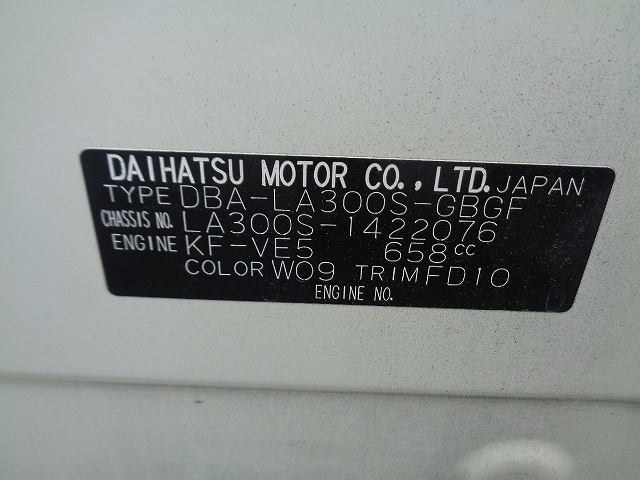 DAIHATSU MOTOR CO., LTD. JAPAN
TYPE DBA-LA300S-GBGF
CHASSIS NO. LA300S-1422076
ENGINE KF-VE5 658cc
COLOR W09 TRIM FD10
ENGINE NO.